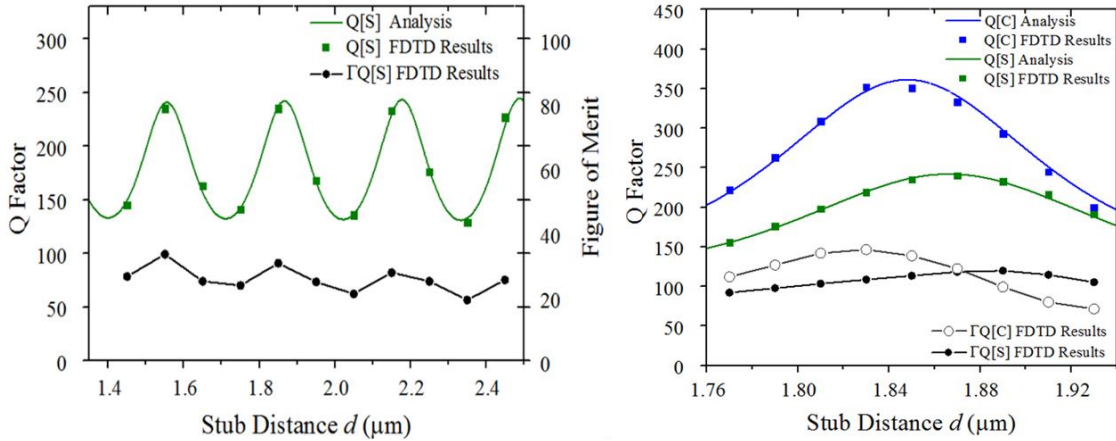 Q[S] Analysis
Q[S] FDTD Results
ΓQ[S] FDTD Results
300
250
200
150
100
50
0
Q Factor
100
80
60
40
20
0
Figure of Merit
1.4 1.6 1.8 2.0 2.2 2.4
Stub Distance d (µm)
Q[C] Analysis
Q[C] FDTD Results
Q[S] Analysis
Q[S] FDTD Results
450
400
350
300
250
200
150
100
50
0
Q Factor
ΓQ[C] FDTD Results
ΓQ[S] FDTD Results
1.76 1.80 1.84 1.88 1.92
Stub Distance d (µm)